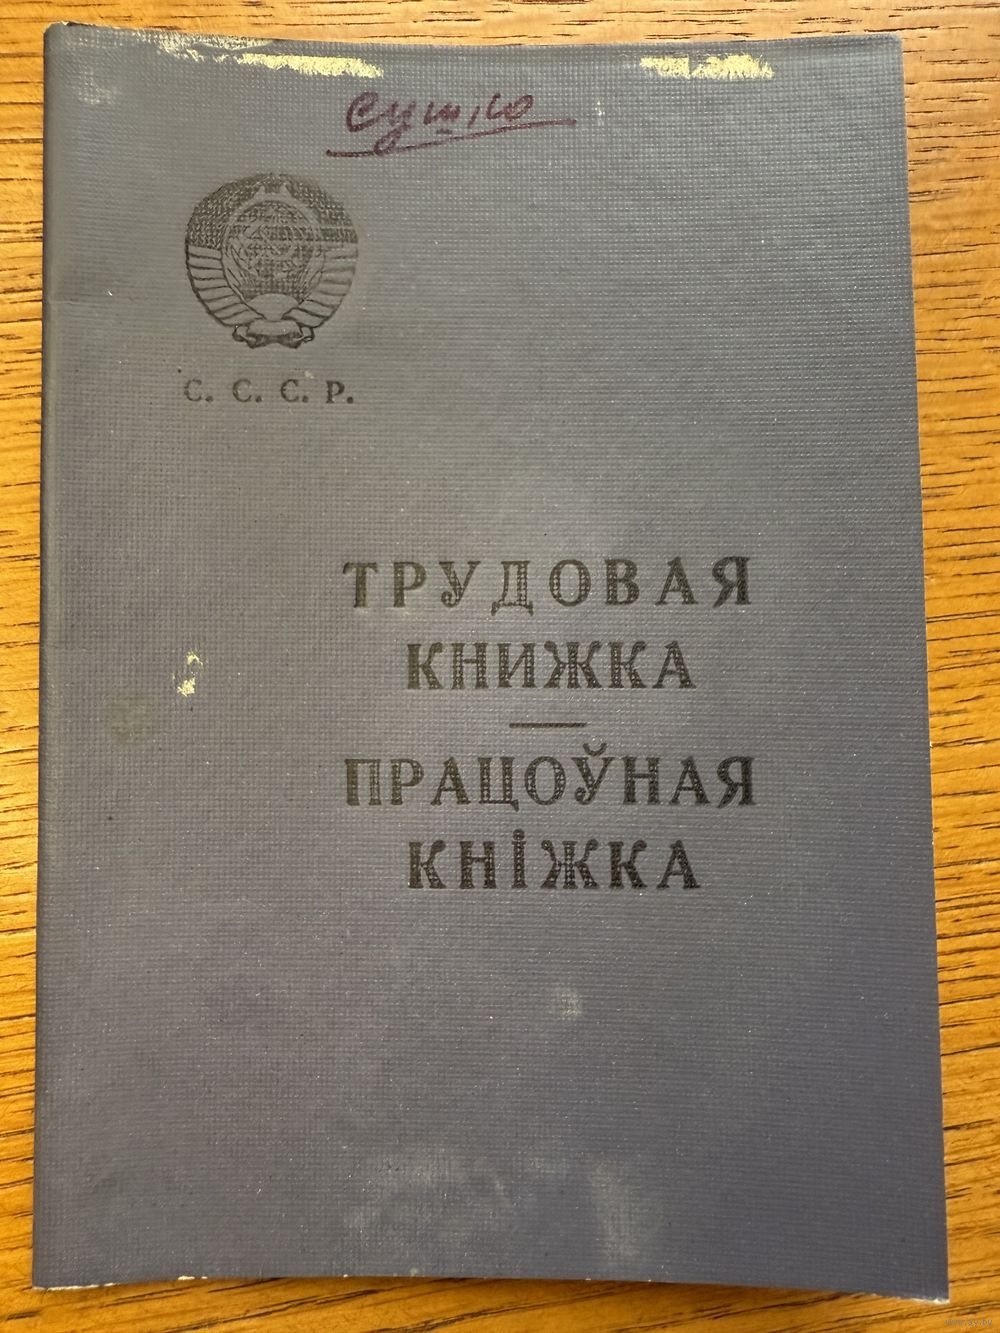 Сушко
С. С. С. Р.
ТРУДОВАЯ
КНИЖКА
ПРАЦОЎНАЯ
КНІЖКА